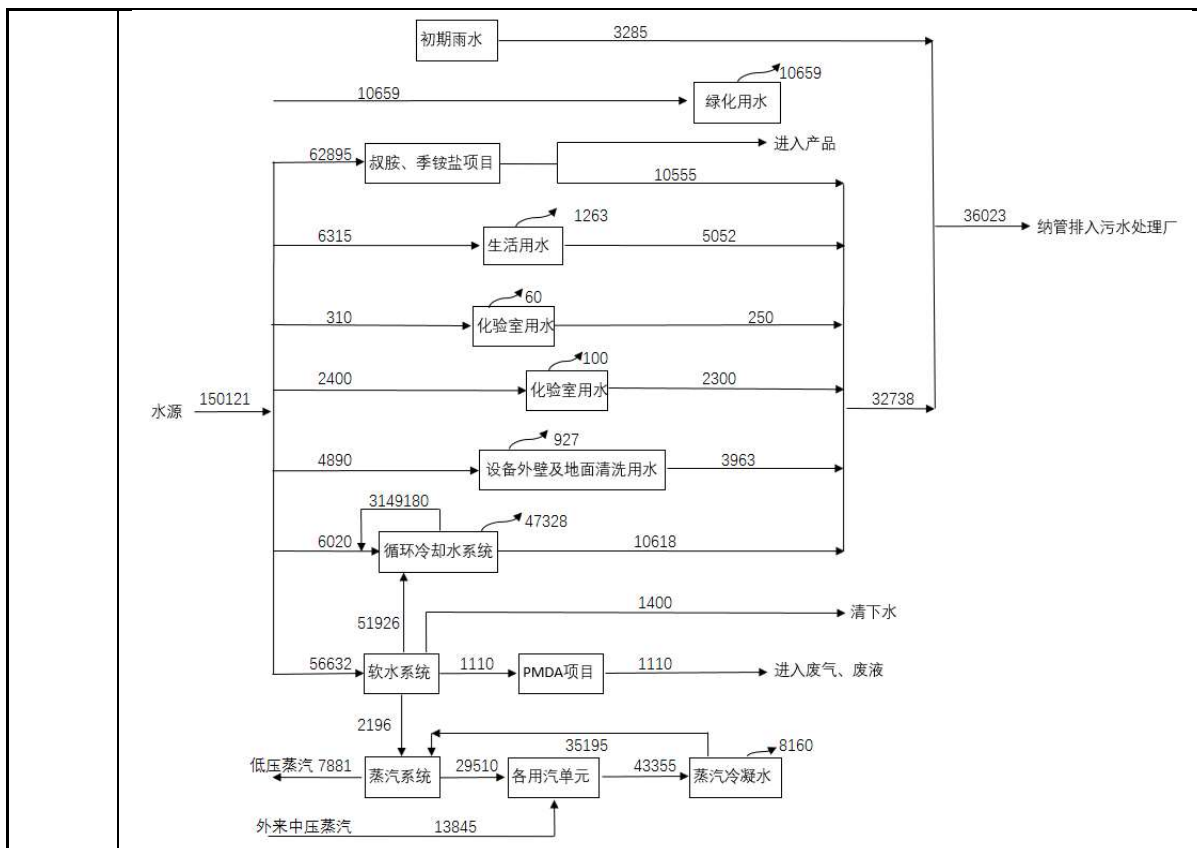 初期雨水
3285
10659
10659
绿化用水
进入产品
62895
叔胺、季铵盐项目
10555
1263
36023
纳管排入污水处理厂
6315
生活用水
5052
60
310
化验室用水
250
100
2400
化验室用水
2300
水源
150121
32738
927
4890
设备外壁及地面清洗用水
3963
3149180
47328
6020
循环冷却水系统
10618
1400
清下水
51926
56632
软水系统
1110
PMDA项目
1110
进入废气、废液
2196
35195
8160
低压蒸汽
7881
蒸汽系统
29510
各用汽单元
43355
蒸汽冷凝水
外来中压蒸汽
13845